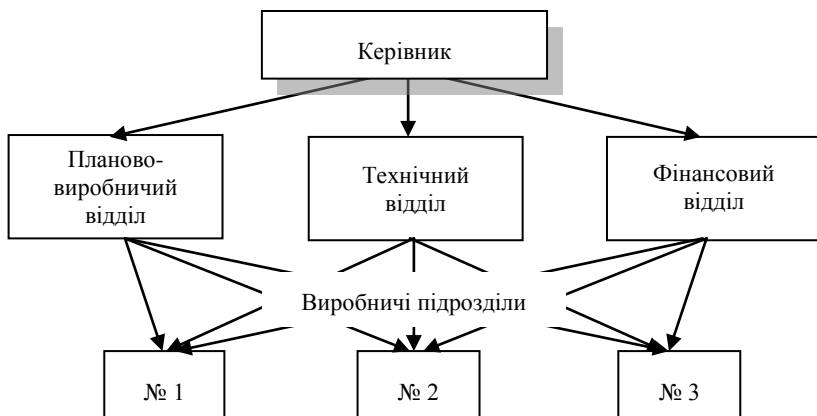 Керівник
Планово-
виробничий
відділ
Технічний
відділ
Фінансовий
відділ
Виробничі підрозділи
№ 1
№ 2
№ 3